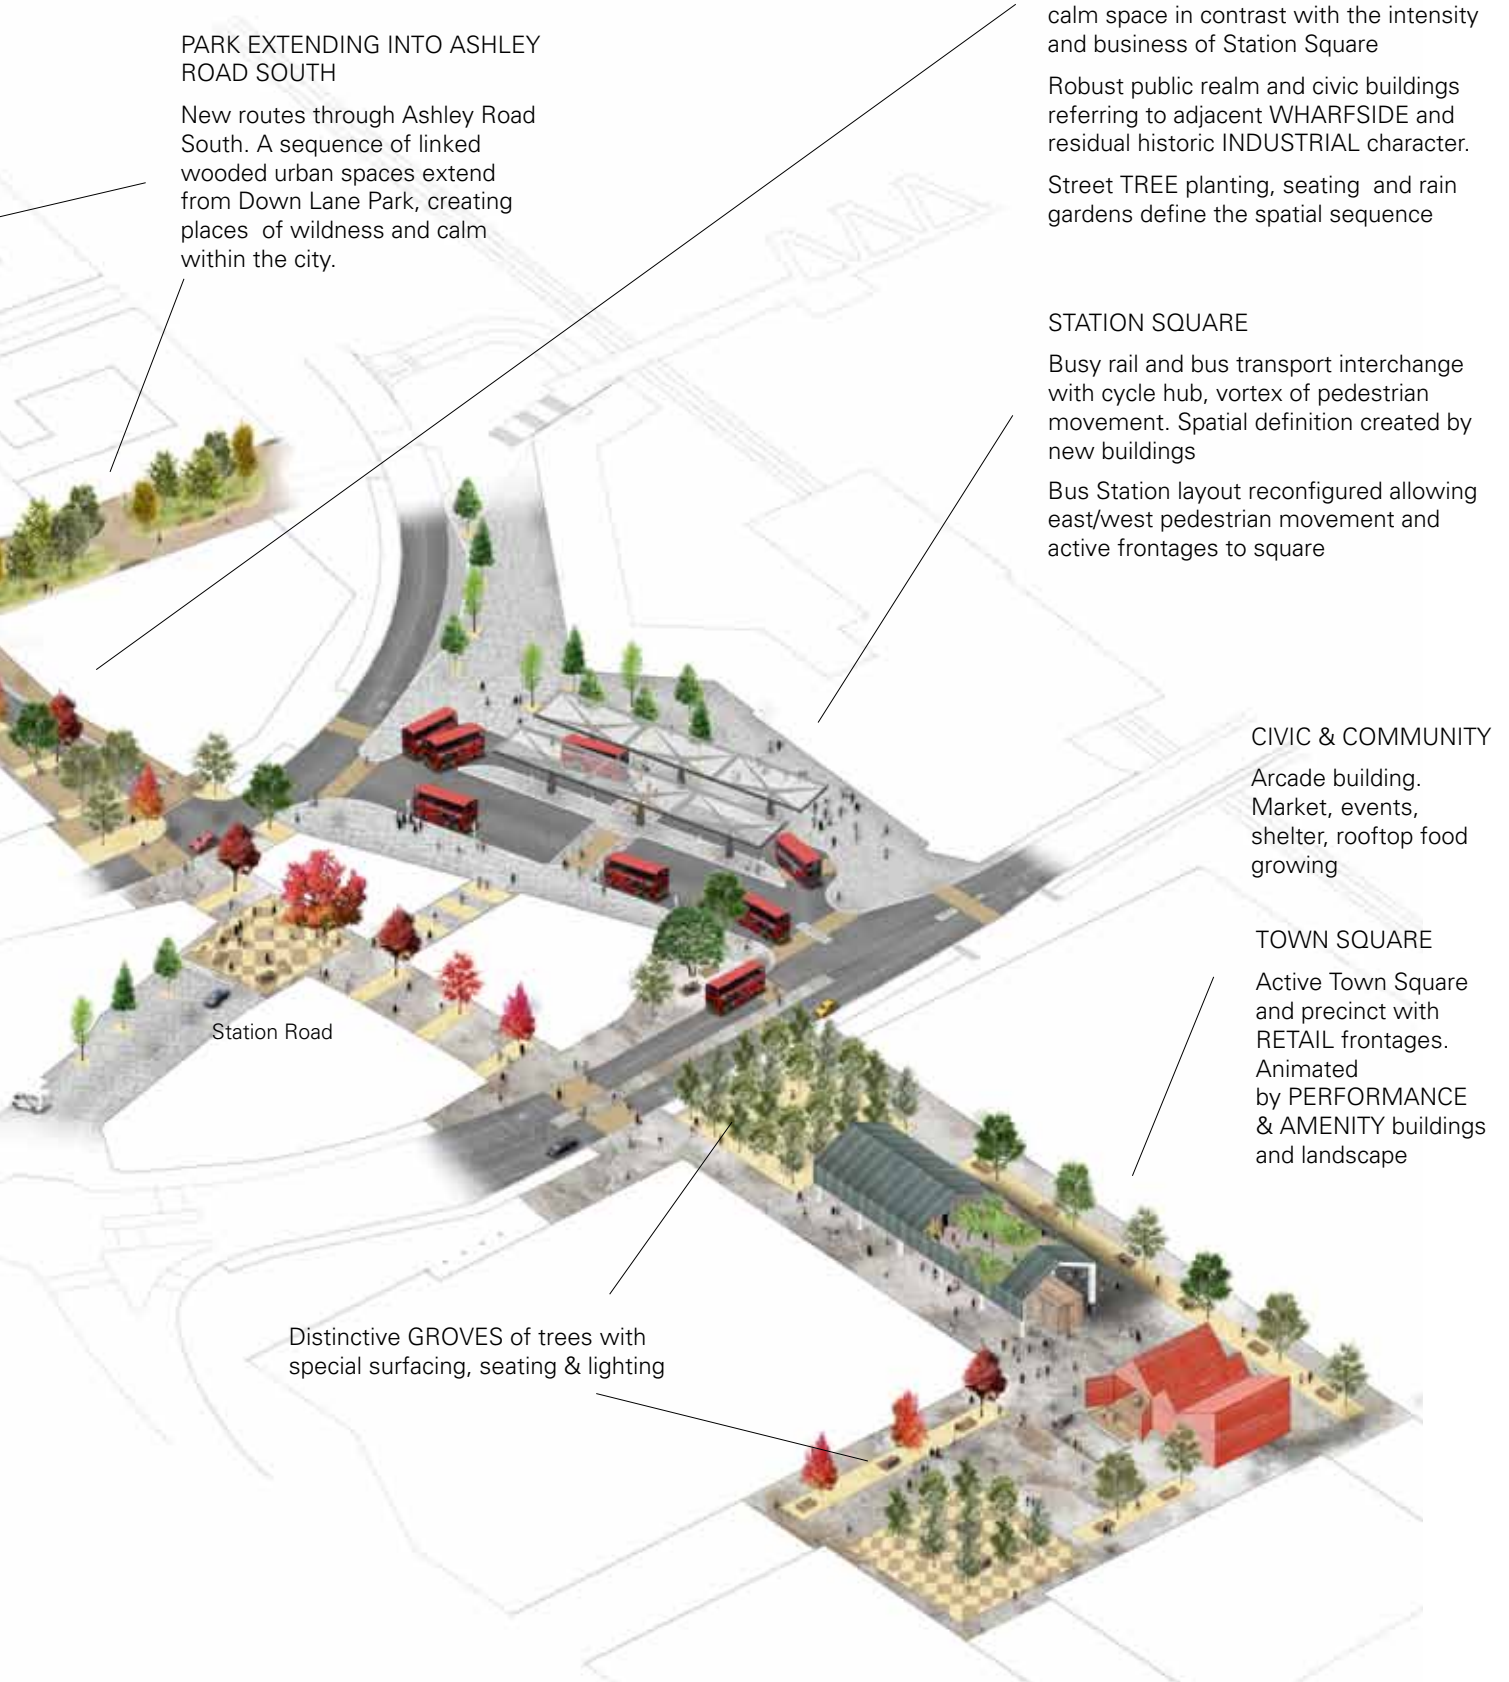 PARK EXTENDING INTO ASHLEY
ROAD SOUTH
New routes through Ashley Road
South. A sequence of linked
wooded urban spaces extend
from Down Lane Park, creating
places  of wildness and calm
within the city.
calm space in contrast with the intensity
and business of Station Square
Robust public realm and civic buildings
referring to adjacent WHARFSIDE and
residual historic INDUSTRIAL character.
Street TREE planting, seating  and rain
gardens define the spatial sequence
STATION SQUARE
Busy rail and bus transport interchange
with cycle hub, vortex of pedestrian
movement. Spatial definition created by
new buildings
Bus Station layout reconfigured allowing
east/west pedestrian movement and
active frontages to square
CIVIC & COMMUNITY
Arcade building.
Market, events,
shelter, rooftop food
growing
TOWN SQUARE
Active Town Square
and precinct with
RETAIL frontages.
Animated
by PERFORMANCE
& AMENITY buildings
and landscape
Station Road
Distinctive GROVES of trees with
special surfacing, seating & lighting